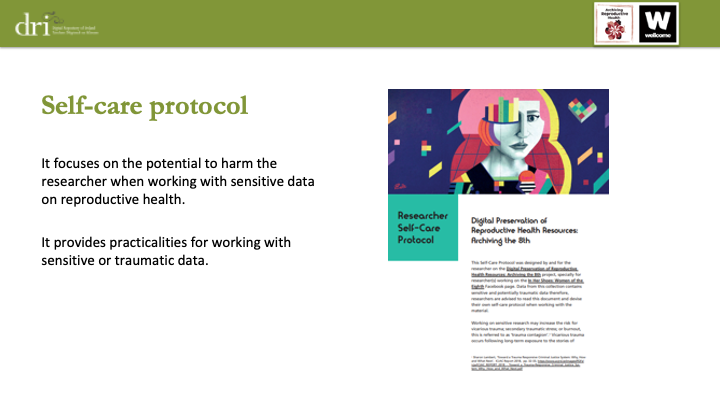 dri
Digital Repository of Ireland
Archiving
Reproductive
Health
W
wellcome
Self-care protocol
It focuses on the potential to harm the
researcher when working with sensitive data
on reproductive health.
It provides practicalities for working with
sensitive or traumatic data.
Researcher
Self-Care
Protocol
Digital Preservation of
Reproductive Health Resources:
Archiving the 8th
This Self-Care Protocol was designed by and for the
researcher on the Digital Preservation of Reproductive
Health Resources: Archiving the 8th project, specially for
researcher(s) working on the In Her Shoes: Women of the
Eighth Facebook page. Data from this collection contains
sensitive and potentially traumatic data therefore,
researchers are advised to read this document and devise
their own self-care protocol when working with the
material.
Working on sensitive research may increase the risk for
vicarious trauma, secondary traumatic stress, or burnout,
this is referred to as 'trauma contagion'.¹ Vicarious trauma
occurs following long-term exposure to the stories of